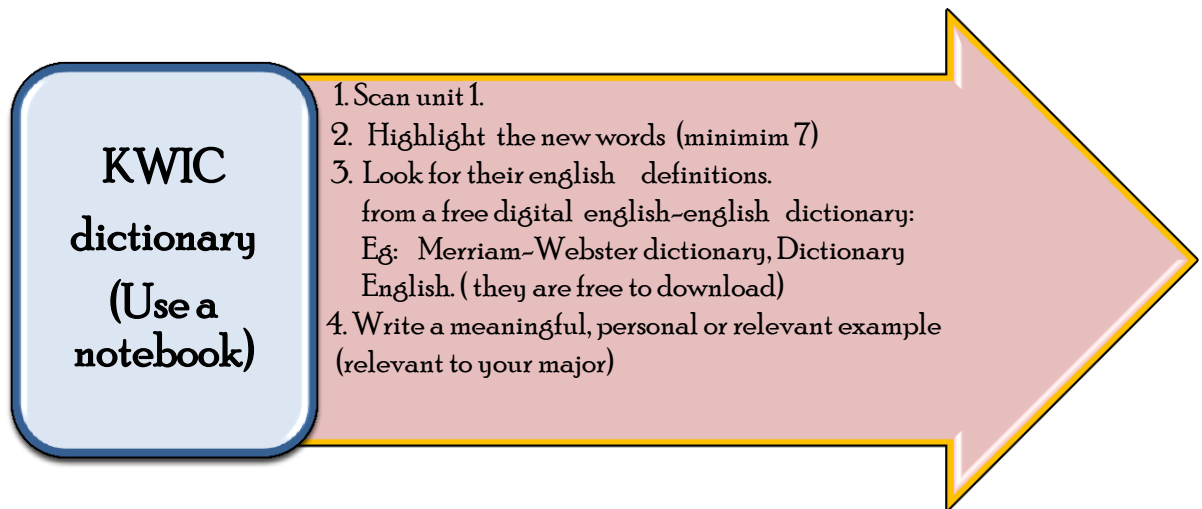 KWIC
dictionary
(Use a
notebook)
1. Scan unit 1.
2. Highlight the new words (minimim 7)
3. Look for their english definitions.
from a free digital english-english dictionary:
Eg: Merriam-Webster dictionary, Dictionary
English. ( they are free to download)
4. Write a meaningful, personal or relevant example
(relevant to your major)